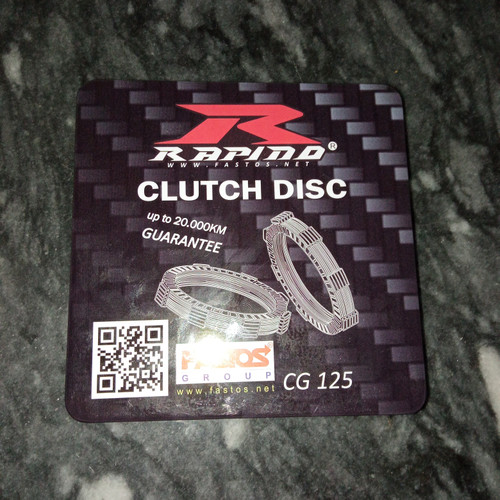 RAPIDO®
WWW.FASTOS.NET
CLUTCH DISC
up to 20.000KM
GUARANTEE
FASTOS
GROUP
www.fastos.net
CG 125